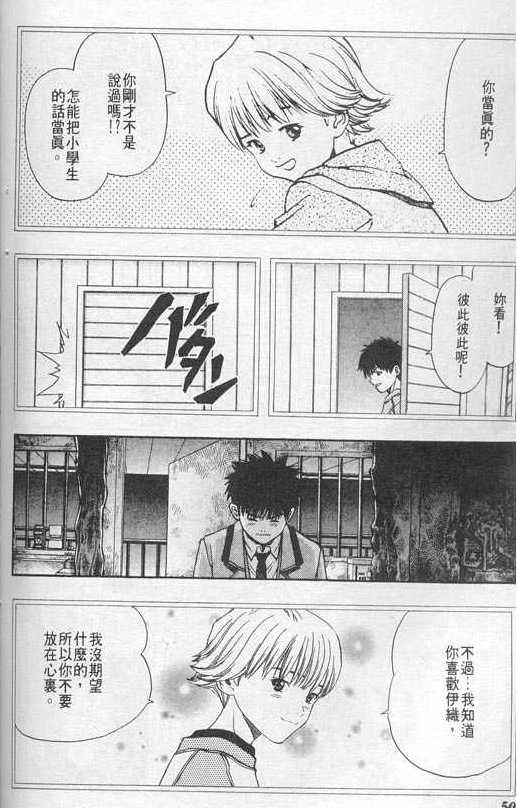 你當真的?
你剛才不是
說過嗎!?
怎能把小學生
的話當真。
妳看!
彼此彼此呢!
バタン
不過…我知道
你喜歡伊織,
我沒期望
什麼的,
所以你不要
放在心裏。